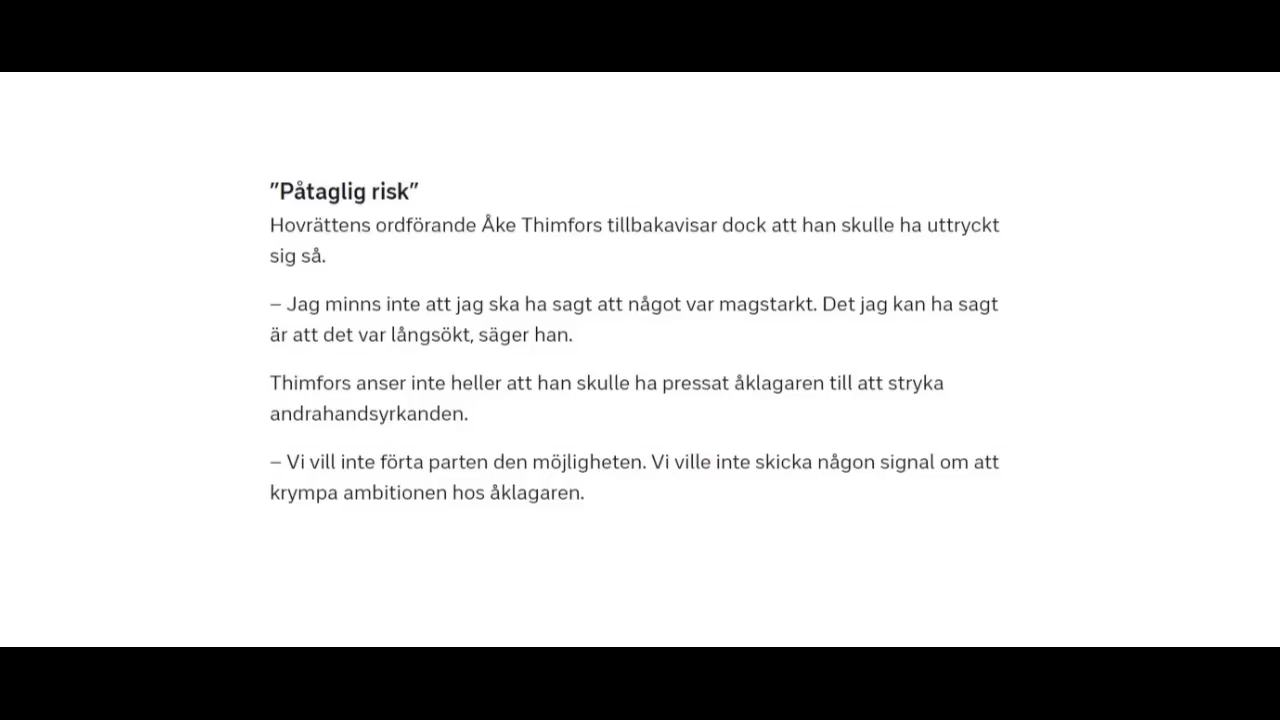 ”Påtaglig risk”
Hovrättens ordförande Åke Thimfors tillbakavisar dock att han skulle ha uttryckt
sig så.
– Jag minns inte att jag ska ha sagt att något var magstarkt. Det jag kan ha sagt
är att det var långsökt, säger han.
Thimfors anser inte heller att han skulle ha pressat åklagaren till att stryka
andrahandsyrkanden.
– Vi vill inte förta parten den möjligheten. Vi ville inte skicka någon signal om att
krympa ambitionen hos åklagaren.